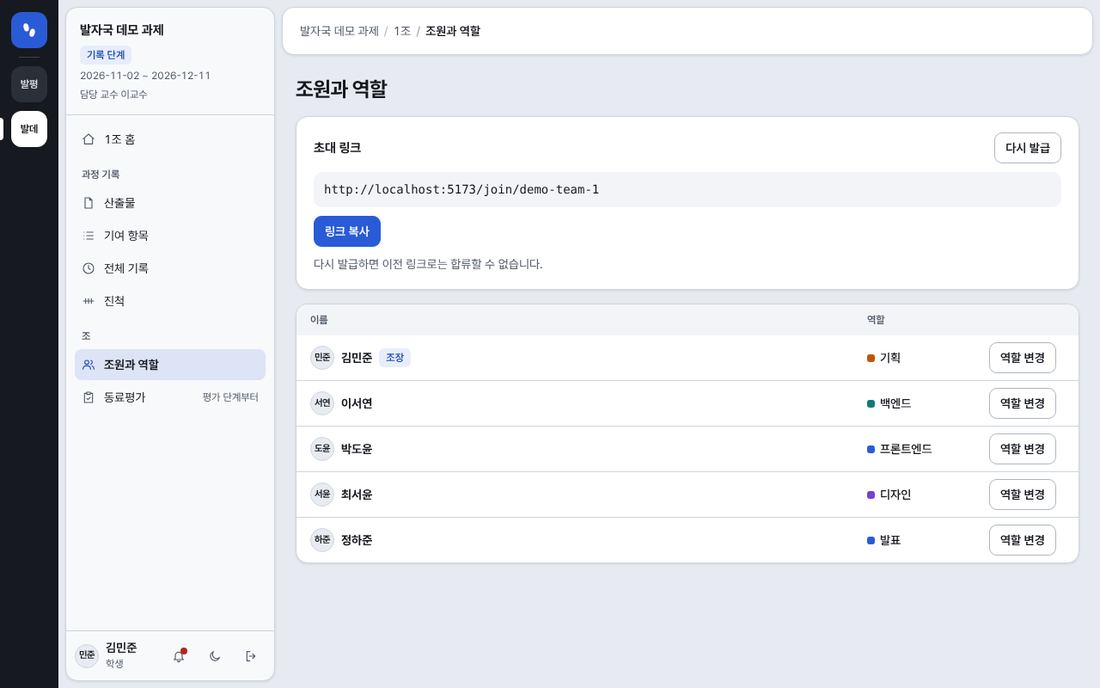 발평
발데
발자국 데모 과제
기록 단계
2026-11-02 ~ 2026-12-11
담당 교수 이교수
1조 홈
과정 기록
산출물
기여 항목
전체 기록
진척
조
조원과 역할
동료평가 평가 단계부터
민준 김민준
학생
발자국 데모 과제 / 1조 / 조원과 역할
조원과 역할
초대 링크 다시 발급
http://localhost:5173/join/demo-team-1
링크 복사
다시 발급하면 이전 링크로는 합류할 수 없습니다.
이름 역할
민준 김민준 조장 기획 역할 변경
서연 이서연 백엔드 역할 변경
도윤 박도윤 프론트엔드 역할 변경
서윤 최서윤 디자인 역할 변경
하준 정하준 발표 역할 변경